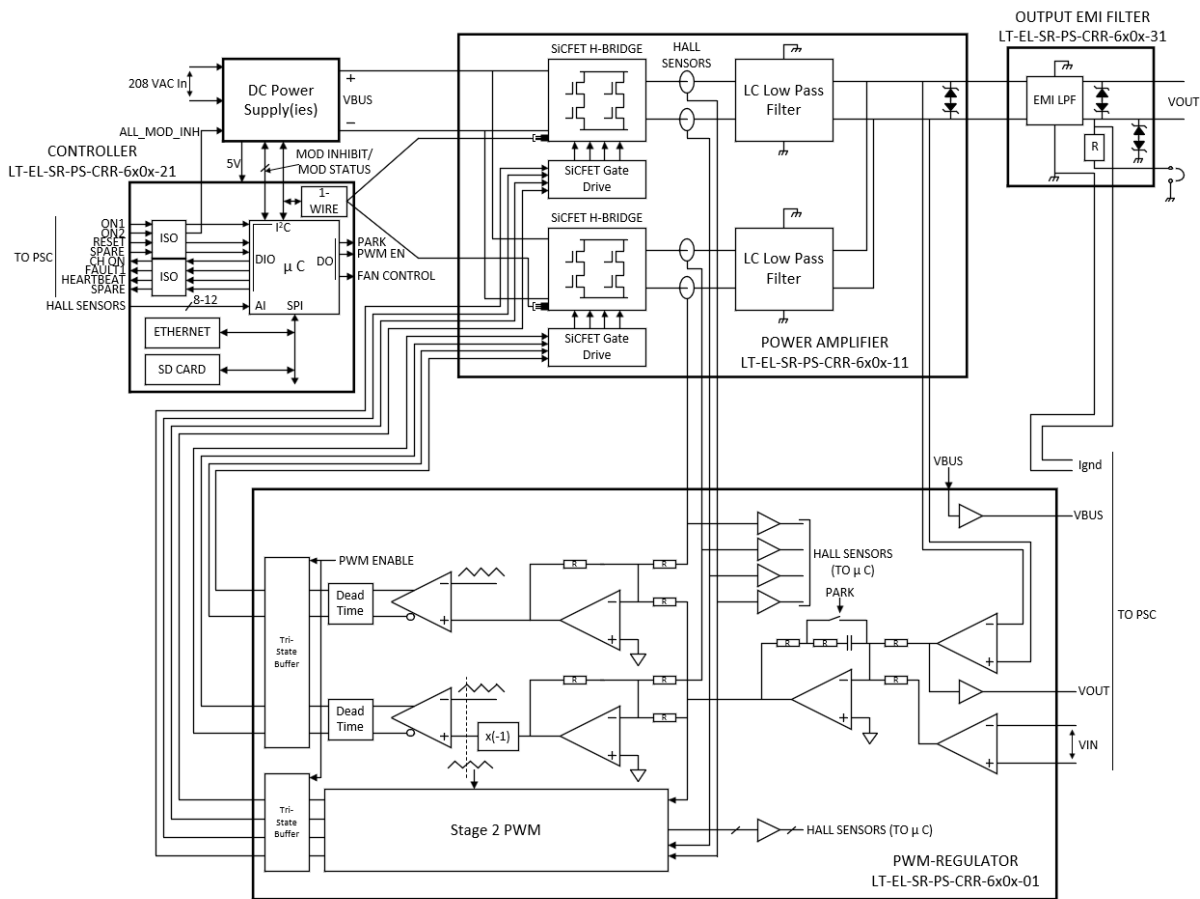 OUTPUT EMI FILTER
LT-EL-SR-PS-CRR-6x0x-31
SiCFET H-BRIDGE
HALL
SENSORS
208 VAC In
DC Power
Supply(ies)
+
VBUS
−
LC Low Pass
Filter
EMI LPF
VOUT
R
ALL_MOD_INH
CONTROLLER
LT-EL-SR-PS-CRR-6x0x-21
5V
MOD INHIBIT/
MOD STATUS
SiCFET Gate
Drive
1-
WIRE
SiCFET H-BRIDGE
TO PSC
ON1
ON2
RESET
SPARE
CH ON
FAULT1
HEARTBEAT
SPARE
HALL SENSORS
8-12
ISO
ISO
I²C
DIO
μ C
DO
AI
SPI
PARK
PWM EN
FAN CONTROL
LC Low Pass
Filter
ETHERNET
SD CARD
SiCFET Gate
Drive
POWER AMPLIFIER
LT-EL-SR-PS-CRR-6x0x-11
Ignd
VBUS
VBUS
PWM ENABLE
HALL SENSORS
(TO μ C)
PARK
TO PSC
Tri-
State
Buffer
Dead
Time
−
+
R
R
R
−
+
R
R
R
R
−
+
−
+
VOUT
−
+
VIN
Dead
Time
−
+
x(-1)
R
R
R
−
+
Tri-
State
Buffer
Stage 2 PWM
HALL SENSORS (TO μ C)
PWM-REGULATOR
LT-EL-SR-PS-CRR-6x0x-01